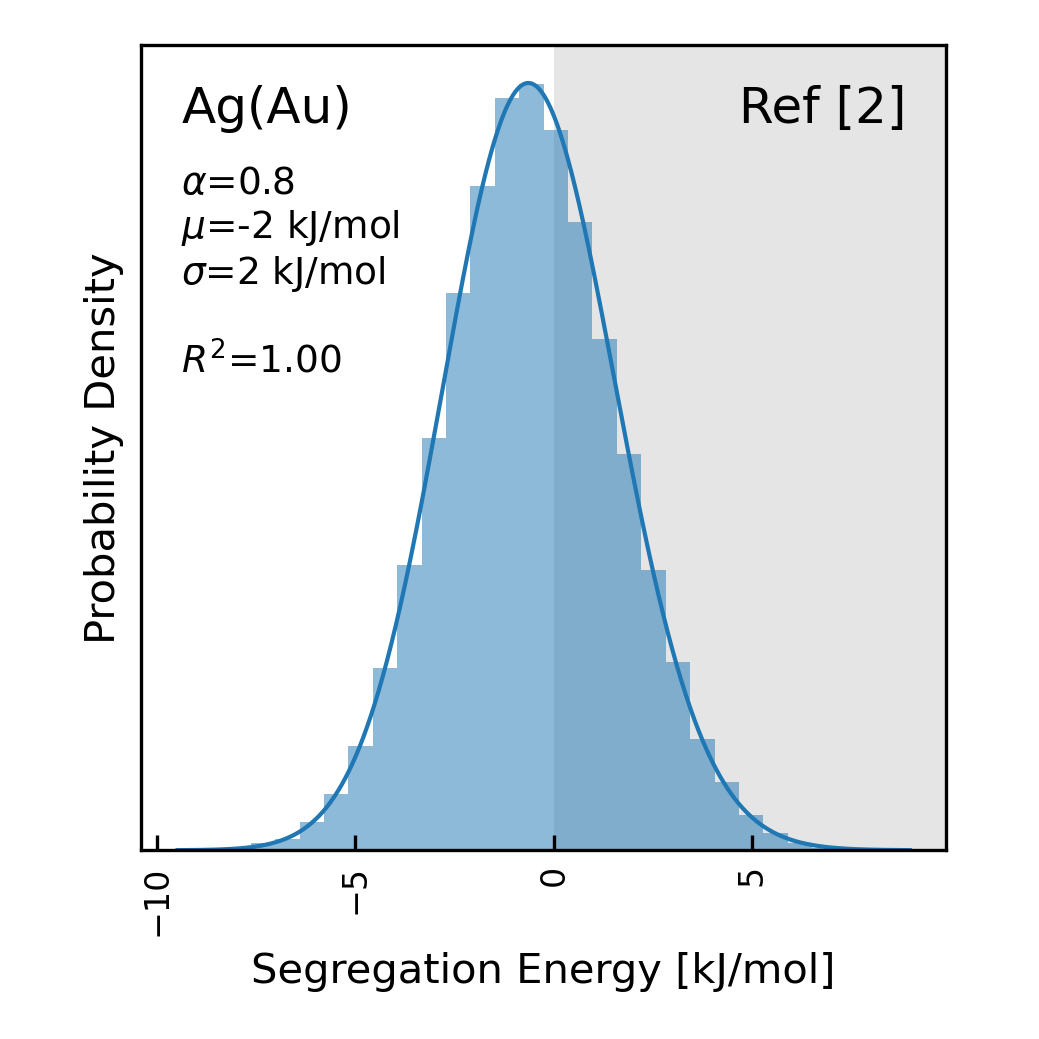 Ag(Au)
Ref [2]
α=0.8
μ=-2 kJ/mol
σ=2 kJ/mol
R²=1.00
Probability Density
−10
−5
0
5
Segregation Energy [kJ/mol]